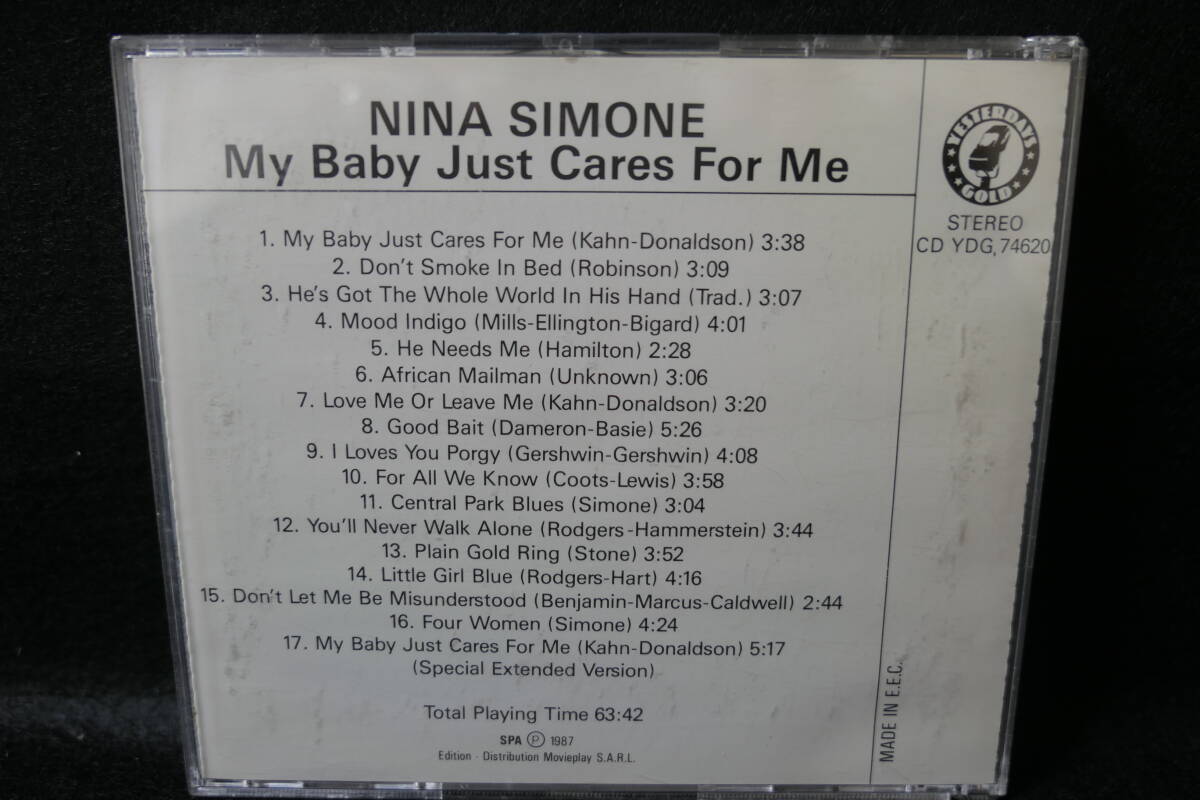 NINA SIMONE
My Baby Just Cares For Me
1. My Baby Just Cares For Me (Kahn-Donaldson) 3:38
2. Don't Smoke In Bed (Robinson) 3:09
3. He's Got The Whole World In His Hand (Trad.) 3:07
4. Mood Indigo (Mills-Ellington-Bigard) 4:01
5. He Needs Me (Hamilton) 2:28
6. African Mailman (Unknown) 3:06
7. Love Me Or Leave Me (Kahn-Donaldson) 3:20
8. Good Bait (Dameron-Basie) 5:26
9. I Loves You Porgy (Gershwin-Gershwin) 4:08
10. For All We Know (Coots-Lewis) 3:58
11. Central Park Blues (Simone) 3:04
12. You'll Never Walk Alone (Rodgers-Hammerstein) 3:44
13. Plain Gold Ring (Stone) 3:52
14. Little Girl Blue (Rodgers-Hart) 4:16
15. Don't Let Me Be Misunderstood (Benjamin-Marcus-Caldwell) 2:44
16. Four Women (Simone) 4:24
17. My Baby Just Cares For Me (Kahn-Donaldson) 5:17
(Special Extended Version)
Total Playing Time 63:42
SPA ℗ 1987
Edition · Distribution Movieplay S.A.R.L.
YESTERDAYS
GOLD
STEREO
CD YDG, 74620
MADE IN E.E.C.